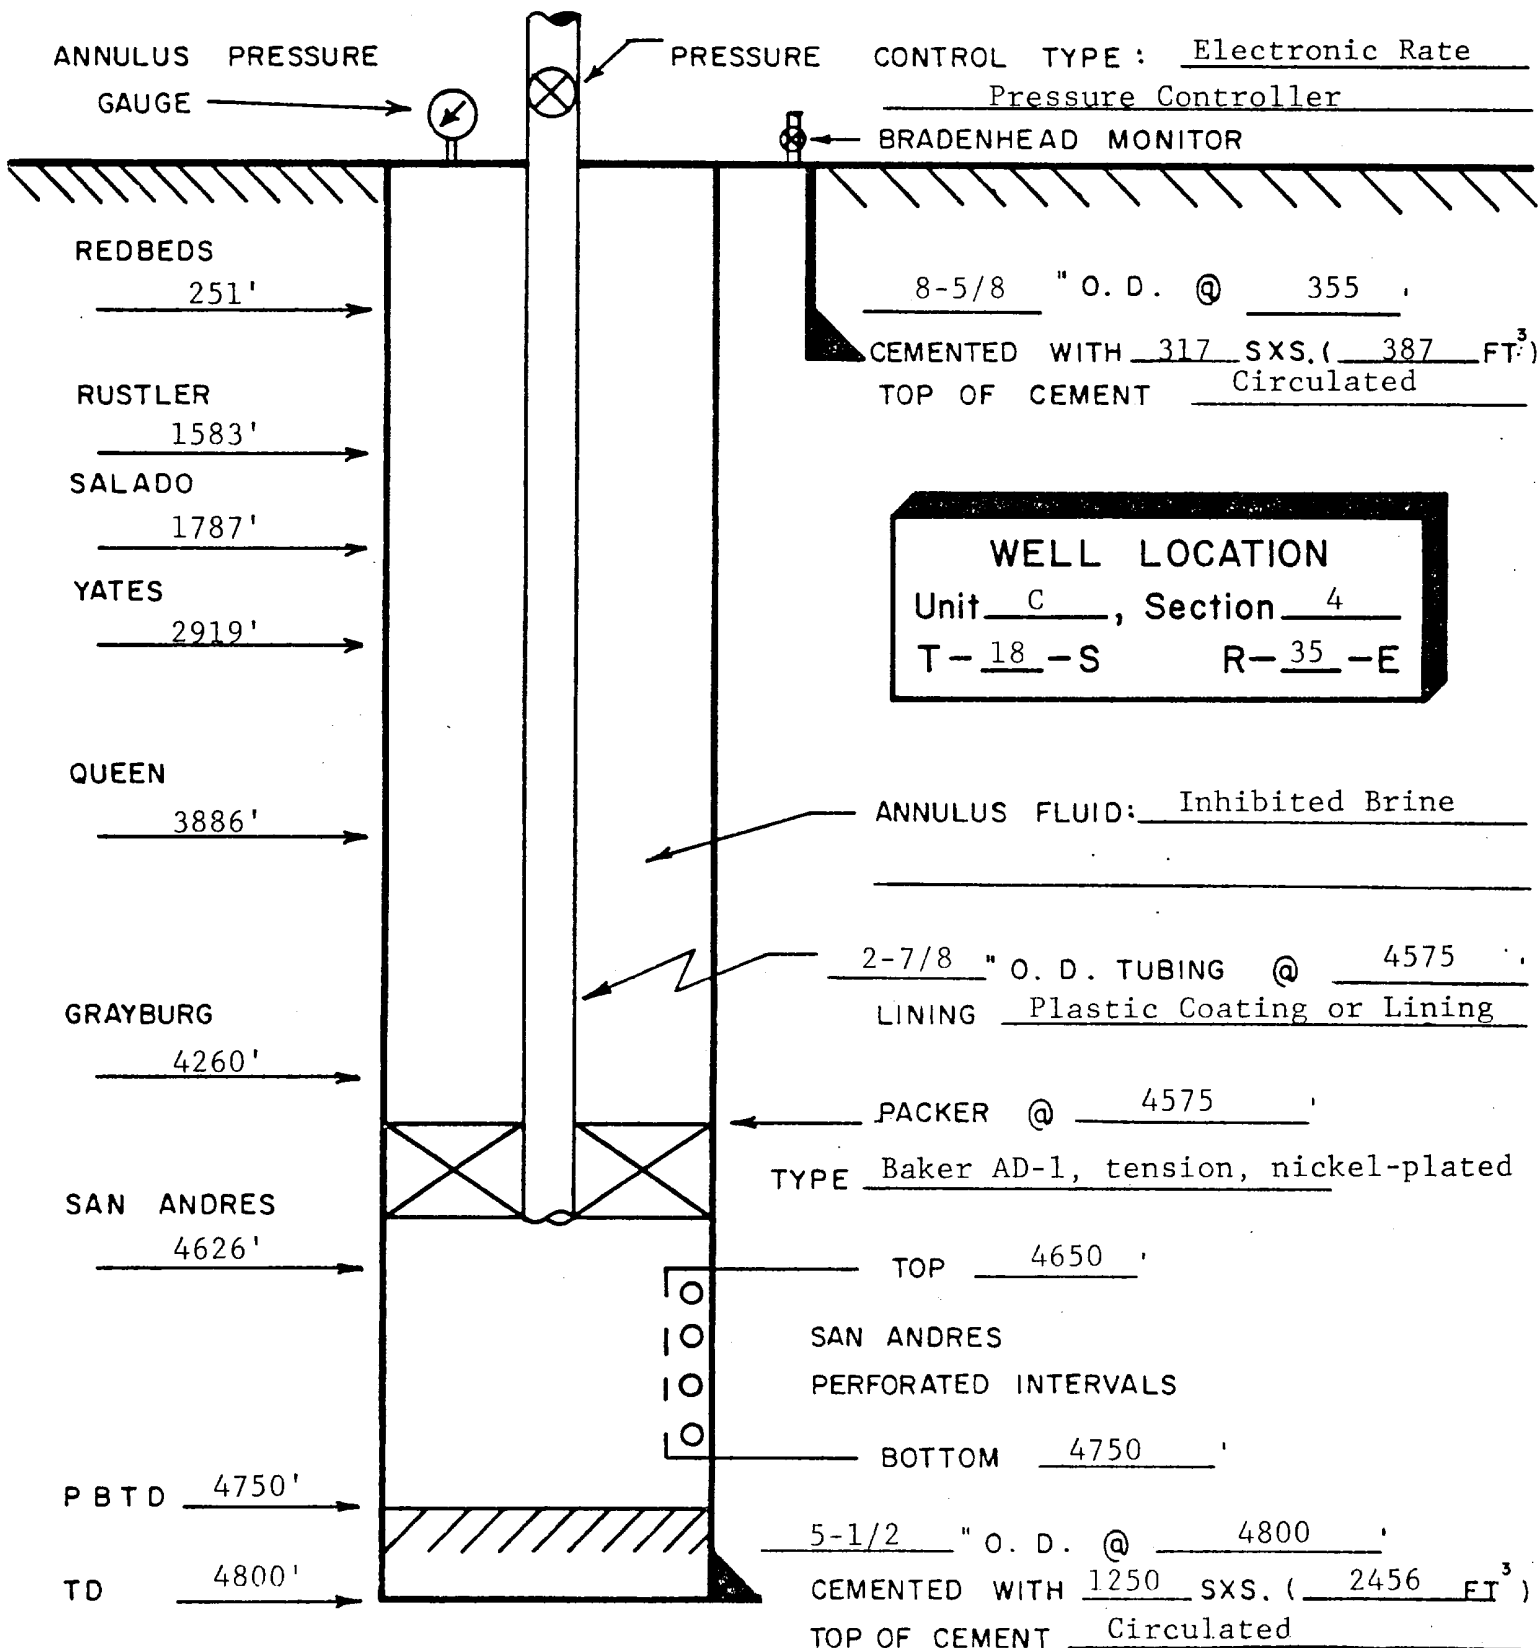 ANNULUS PRESSURE
GAUGE
PRESSURE CONTROL TYPE: Electronic Rate
Pressure Controller
BRADENHEAD MONITOR
REDBEDS
251'
8-5/8 " O.D. @ 355 '
CEMENTED WITH 317 SXS. ( 387 FT.³)
TOP OF CEMENT Circulated
RUSTLER
1583'
SALADO
1787'
WELL LOCATION
Unit C, Section 4
T-18-S R-35-E
YATES
2919'
QUEEN
3886'
ANNULUS FLUID: Inhibited Brine
2-7/8 " O. D. TUBING @ 4575 '
LINING Plastic Coating or Lining
GRAYBURG
4260'
PACKER @ 4575 '
TYPE Baker AD-1, tension, nickel-plated
SAN ANDRES
4626'
TOP 4650 '
SAN ANDRES
PERFORATED INTERVALS
BOTTOM 4750 '
PBTD 4750'
5-1/2 " O. D. @ 4800 '
TD 4800'
CEMENTED WITH 1250 SXS. ( 2456 FT³)
TOP OF CEMENT Circulated